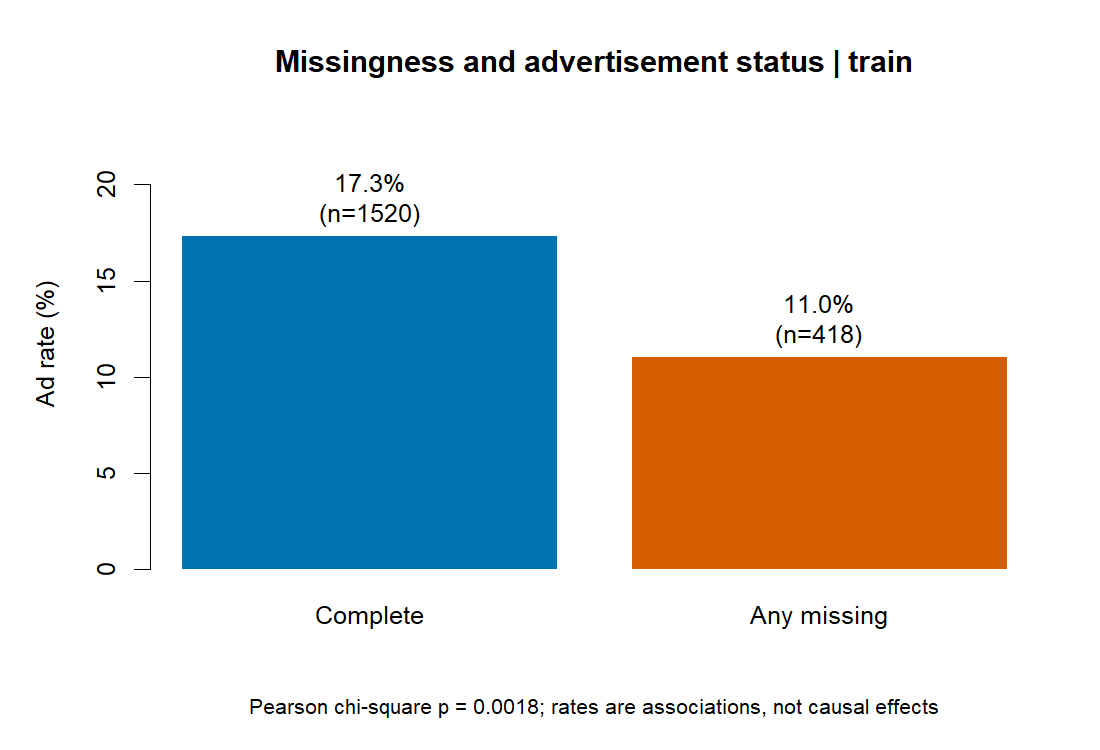 Missingness and advertisement status | train
Ad rate (%)
20
15
10
5
0
17.3%
(n=1520)
11.0%
(n=418)
Complete
Any missing
Pearson chi-square p = 0.0018; rates are associations, not causal effects